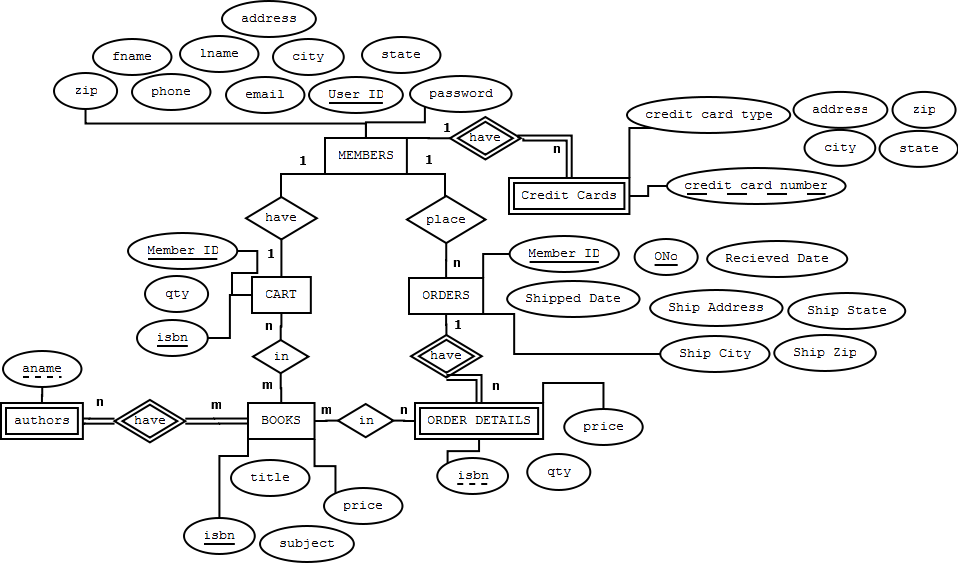 address
fname
lname
city
state
zip
phone
email
User ID
password
credit card type
address
zip
city
state
1
have
n
MEMBERS
1
1
Credit Cards
credit card number
have
place
Member ID
1
n
Member ID
ONo
Recieved Date
qty
CART
ORDERS
Shipped Date
Ship Address
Ship State
isbn
n
1
in
have
Ship City
Ship Zip
aname
m
n
n
m
m
n
authors
have
BOOKS
in
ORDER DETAILS
price
title
isbn
qty
price
isbn
subject